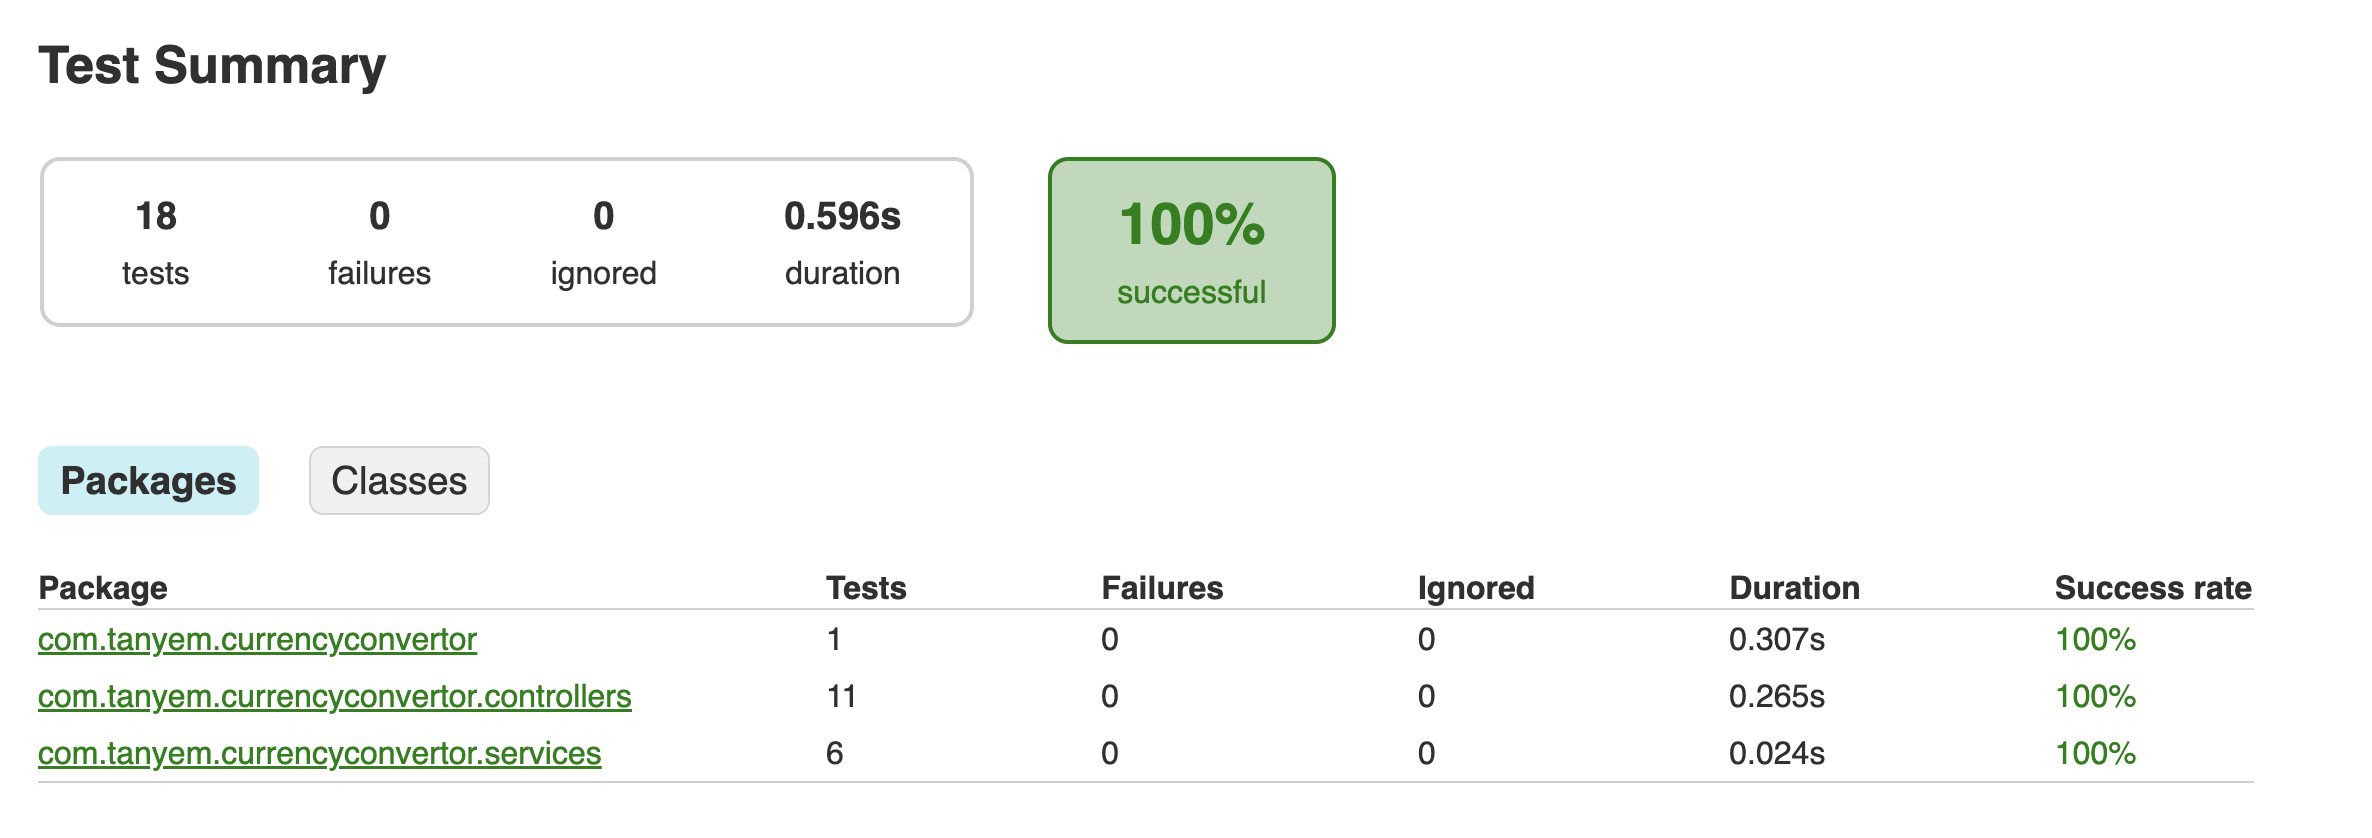 Test Summary
18 0 0 0.596s
tests failures ignored duration
100%
successful
Packages Classes
Package Tests Failures Ignored Duration Success rate
com.tanyem.currencyconvertor 1 0 0 0.307s 100%
com.tanyem.currencyconvertor.controllers 11 0 0 0.265s 100%
com.tanyem.currencyconvertor.services 6 0 0 0.024s 100%